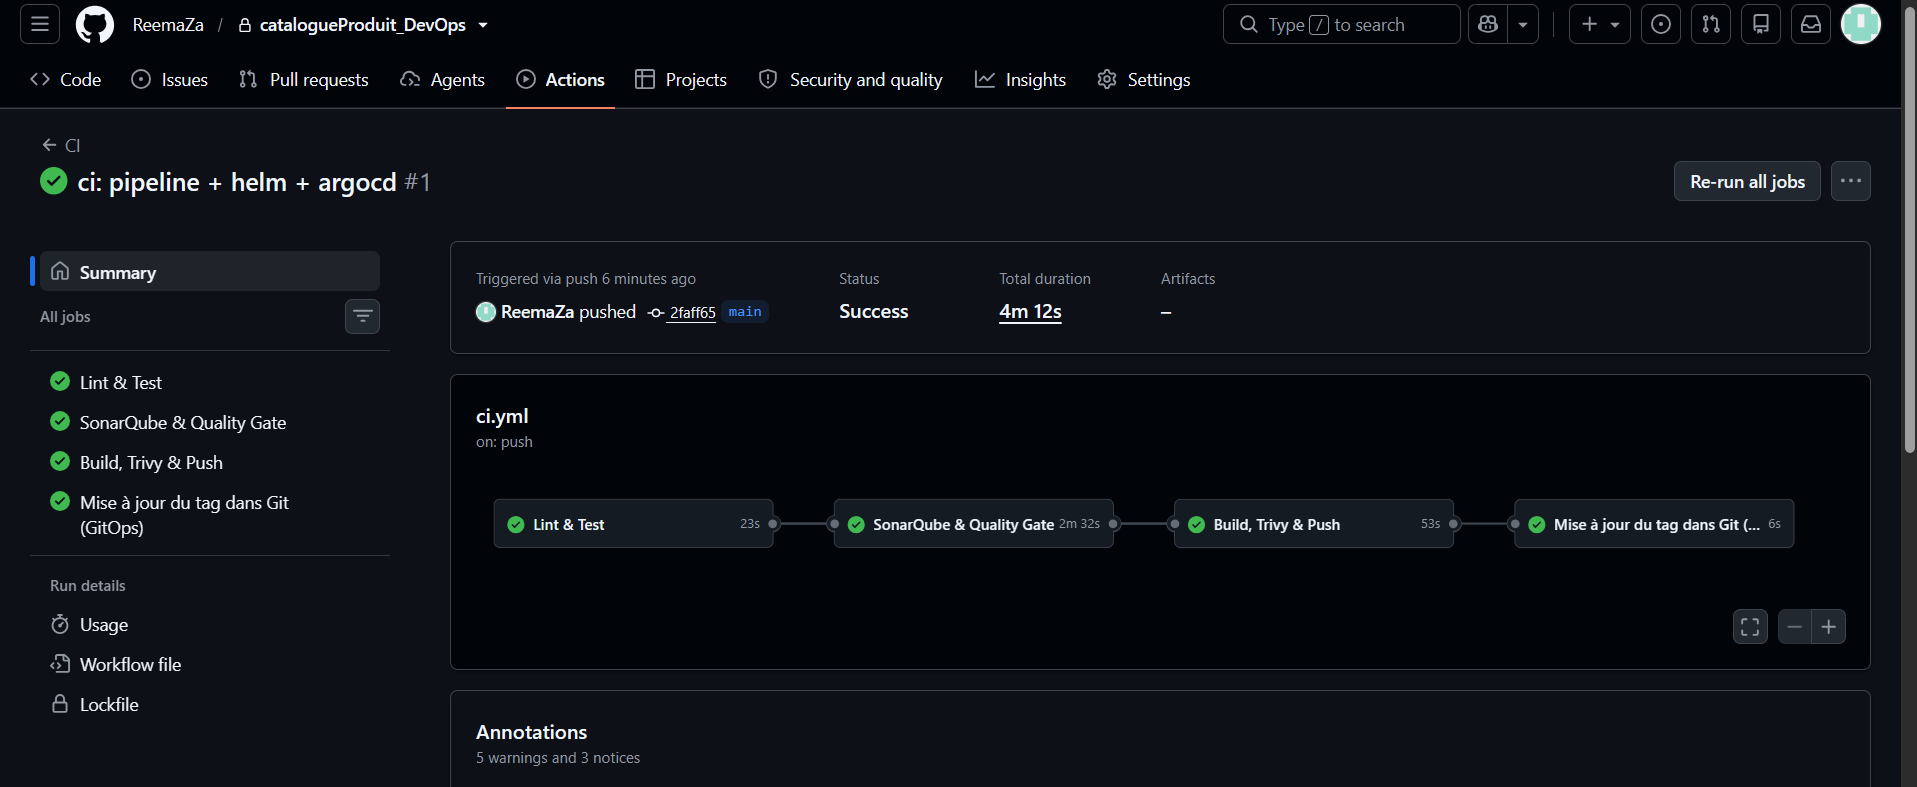 ReemaZa / catalogueProduit_DevOps
Type / to search
Code Issues Pull requests Agents Actions Projects Security and quality Insights Settings
← CI
ci: pipeline + helm + argocd #1
Re-run all jobs
Summary
All jobs
Lint & Test
SonarQube & Quality Gate
Build, Trivy & Push
Mise à jour du tag dans Git
(GitOps)
Run details
Usage
Workflow file
Lockfile
Triggered via push 6 minutes ago
ReemaZa pushed 2faff65 main
Status
Success
Total duration
4m 12s
Artifacts
–
ci.yml
on: push
Lint & Test 23s
SonarQube & Quality Gate 2m 32s
Build, Trivy & Push 53s
Mise à jour du tag dans Git (... 6s
Annotations
5 warnings and 3 notices